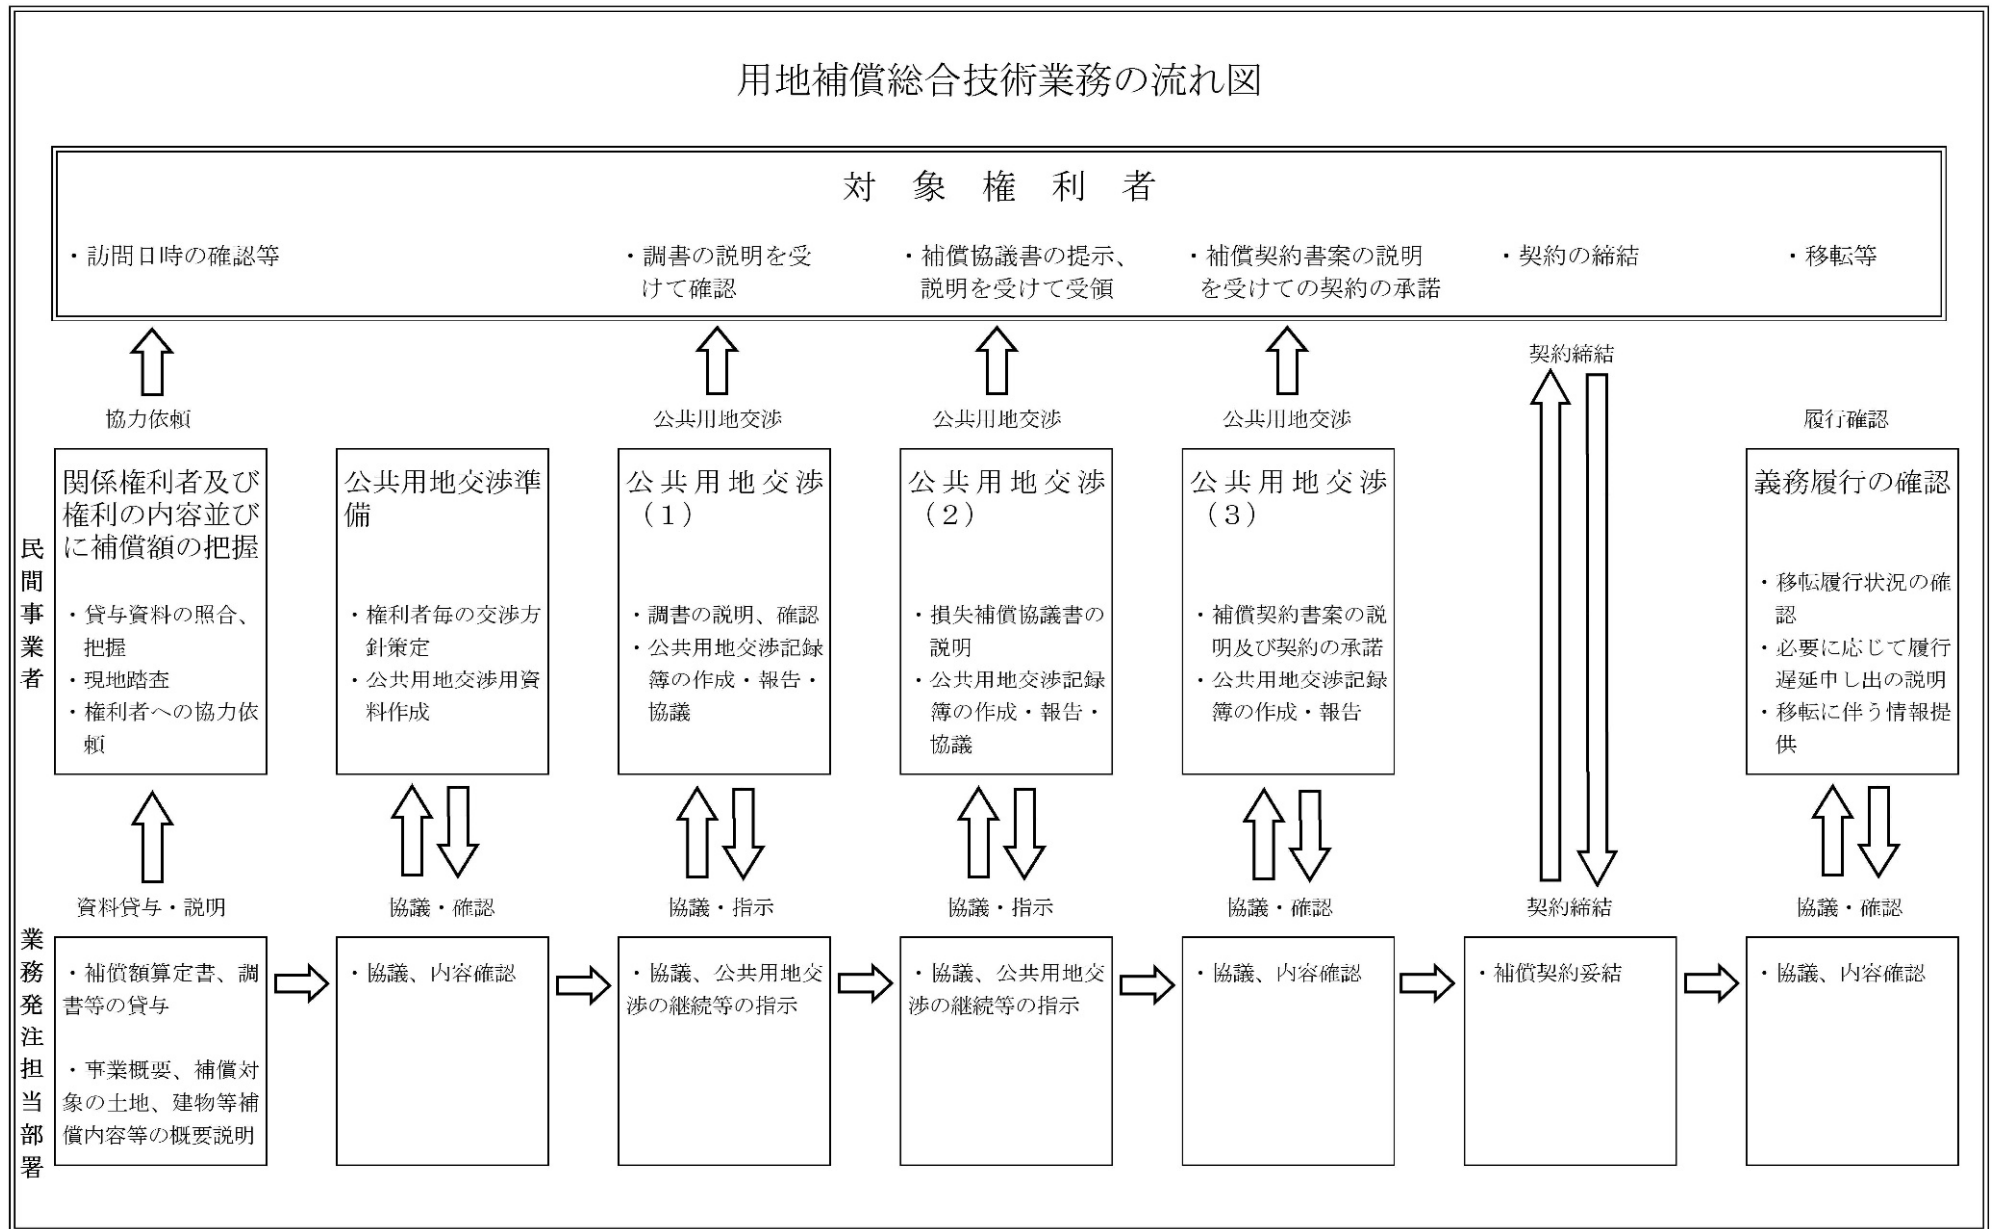 用地補償総合技術業務の流れ図
対象権利者
・訪問日時の確認等
・調書の説明を受
けて確認
・補償協議書の提示、
説明を受けて受領
・補償契約書案の説明
を受けての契約の承諾
・契約の締結
・移転等
協力依頼
公共用地交渉
公共用地交渉
公共用地交渉
契約締結
履行確認
民間事業者
関係権利者及び
権利の内容並び
に補償額の把握
・貸与資料の照合、
把握
・現地踏査
・権利者への協力依
頼
公共用地交渉準
備
・権利者毎の交渉方
針策定
・公共用地交渉用資
料作成
公共用地交渉
（１）
・調書の説明、確認
・公共用地交渉記録
簿の作成・報告・
協議
公共用地交渉
（２）
・損失補償協議書の
説明
・公共用地交渉記録
簿の作成・報告・
協議
公共用地交渉
（３）
・補償契約書案の説
明及び契約の承諾
・公共用地交渉記録
簿の作成・報告
義務履行の確認
・移転履行状況の確
認
・必要に応じて履行
遅延申し出の説明
・移転に伴う情報提
供
資料貸与・説明
協議・確認
協議・指示
協議・指示
協議・確認
契約締結
協議・確認
業務発注担当部署
・補償額算定書、調
書等の貸与
・事業概要、補償対
象の土地、建物等補
償内容等の概要説明
・協議、内容確認
・協議、公共用地交
渉の継続等の指示
・協議、公共用地交
渉の継続等の指示
・協議、内容確認
・補償契約妥結
・協議、内容確認